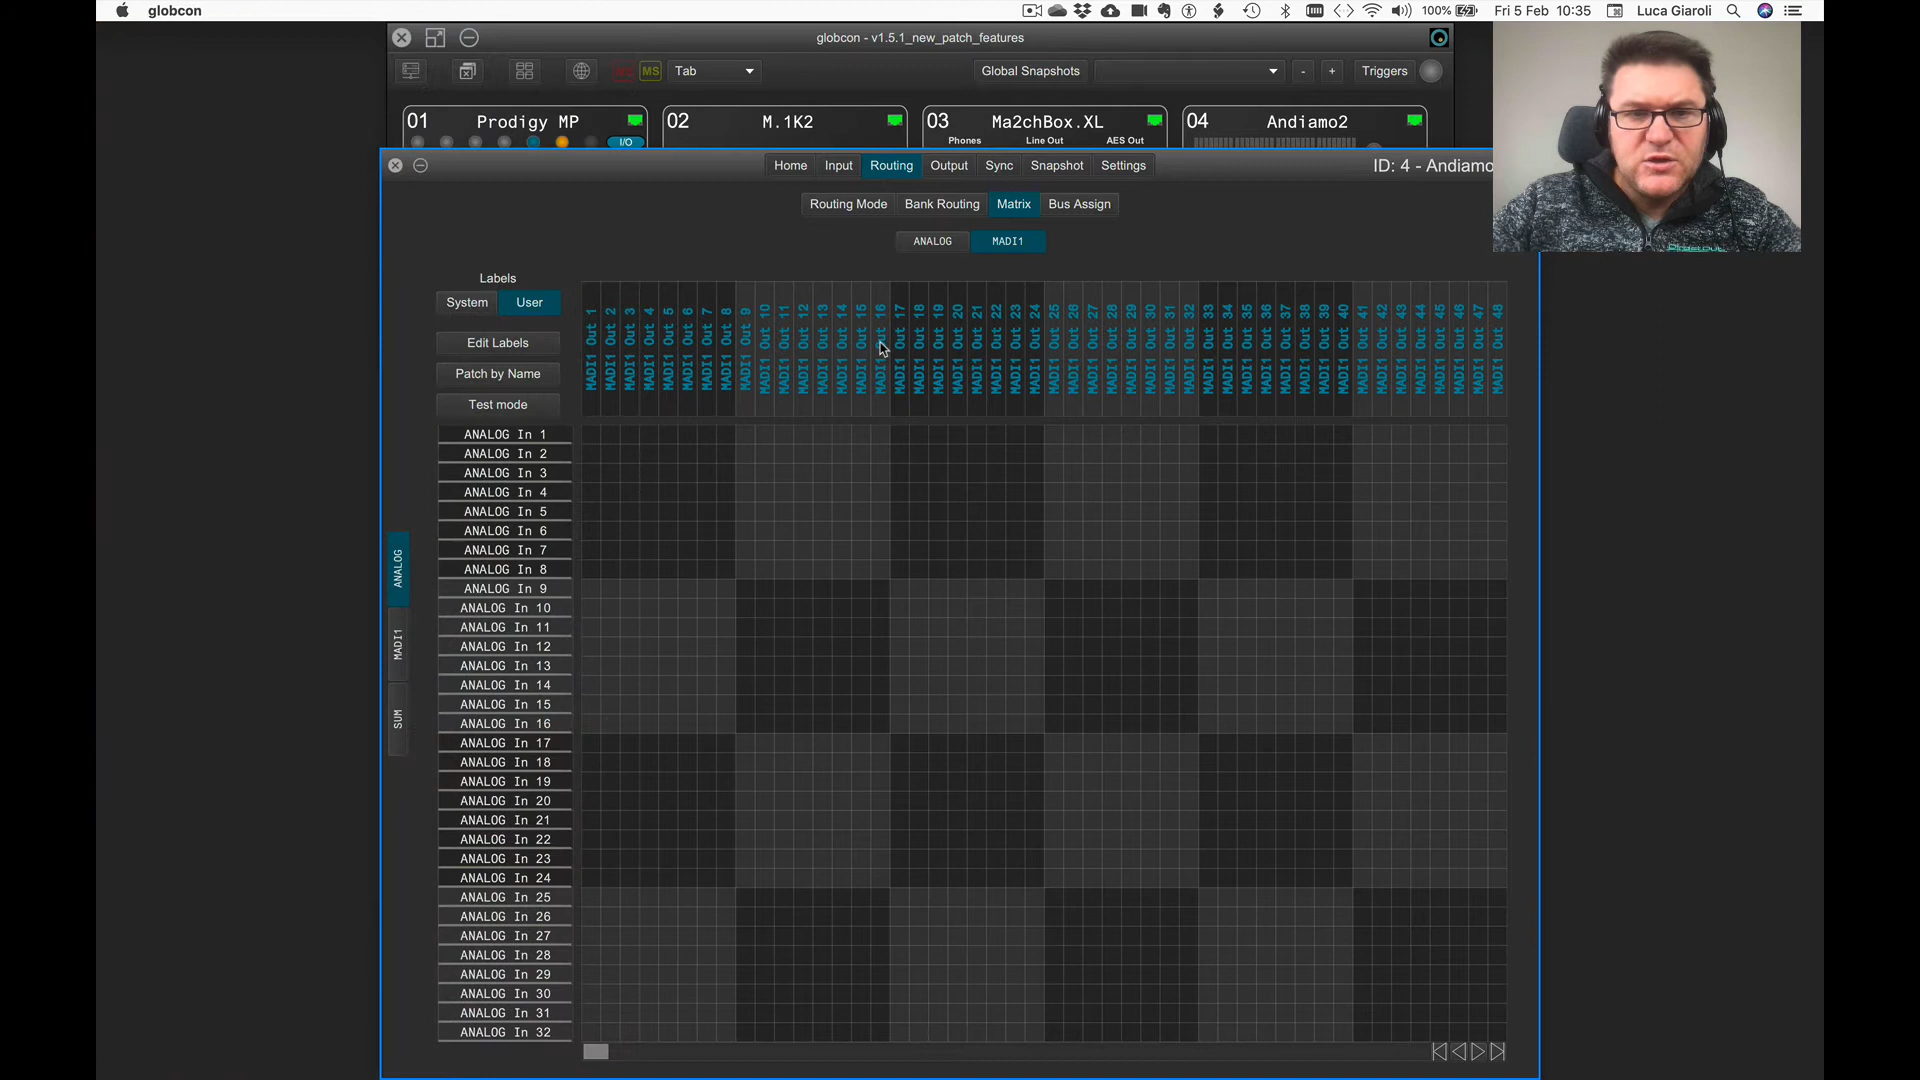 globcon
100%
Fri 5 Feb 10:35
Luca Giaroli
globcon - v1.5.1_new_patch_features
MS
Tab
Global Snapshots
-
+
Triggers
01 Prodigy MP
I/O
02 M.1K2
03 Ma2chBox.XL
Phones Line Out AES Out
04 Andiamo2
Home Input Routing Output Sync Snapshot Settings
ID: 4 - Andiamo
Routing Mode Bank Routing Matrix Bus Assign
ANALOG MADI1
Labels
System User
Edit Labels
Patch by Name
Test mode
MADI1 Out 1
MADI1 Out 2
MADI1 Out 3
MADI1 Out 4
MADI1 Out 5
MADI1 Out 6
MADI1 Out 7
MADI1 Out 8
MADI1 Out 9
MADI1 Out 10
MADI1 Out 11
MADI1 Out 12
MADI1 Out 13
MADI1 Out 14
MADI1 Out 15
MADI1 Out 16
MADI1 Out 17
MADI1 Out 18
MADI1 Out 19
MADI1 Out 20
MADI1 Out 21
MADI1 Out 22
MADI1 Out 23
MADI1 Out 24
MADI1 Out 25
MADI1 Out 26
MADI1 Out 27
MADI1 Out 28
MADI1 Out 29
MADI1 Out 30
MADI1 Out 31
MADI1 Out 32
MADI1 Out 33
MADI1 Out 34
MADI1 Out 35
MADI1 Out 36
MADI1 Out 37
MADI1 Out 38
MADI1 Out 39
MADI1 Out 40
MADI1 Out 41
MADI1 Out 42
MADI1 Out 43
MADI1 Out 44
MADI1 Out 45
MADI1 Out 46
MADI1 Out 47
MADI1 Out 48
ANALOG
MADI1
SUM
ANALOG In 1
ANALOG In 2
ANALOG In 3
ANALOG In 4
ANALOG In 5
ANALOG In 6
ANALOG In 7
ANALOG In 8
ANALOG In 9
ANALOG In 10
ANALOG In 11
ANALOG In 12
ANALOG In 13
ANALOG In 14
ANALOG In 15
ANALOG In 16
ANALOG In 17
ANALOG In 18
ANALOG In 19
ANALOG In 20
ANALOG In 21
ANALOG In 22
ANALOG In 23
ANALOG In 24
ANALOG In 25
ANALOG In 26
ANALOG In 27
ANALOG In 28
ANALOG In 29
ANALOG In 30
ANALOG In 31
ANALOG In 32